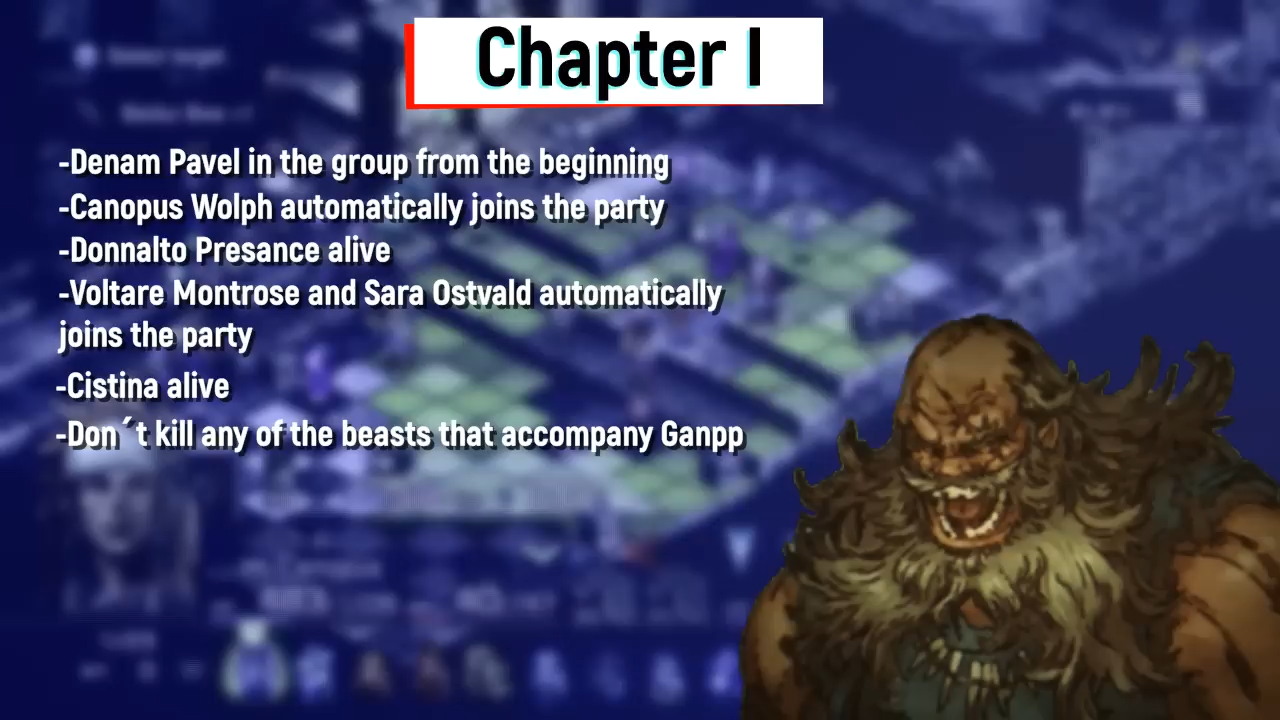 Chapter I
-Denam Pavel in the group from the beginning
-Canopus Wolph automatically joins the party
-Donnalto Presance alive
-Voltare Montrose and Sara Ostvald automatically
joins the party
-Cistina alive
-Don´t kill any of the beasts that accompany Ganpp